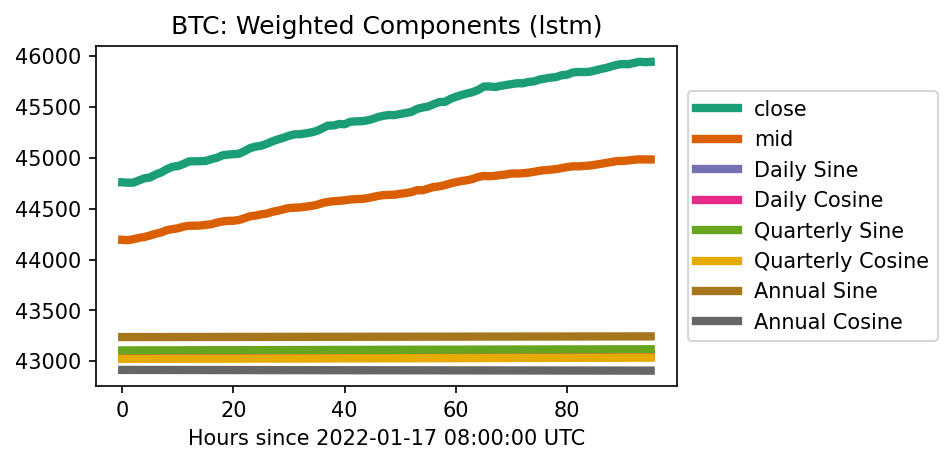 BTC: Weighted Components (lstm)
46000
45500
45000
44500
44000
43500
43000
0 20 40 60 80
Hours since 2022-01-17 08:00:00 UTC
close
mid
Daily Sine
Daily Cosine
Quarterly Sine
Quarterly Cosine
Annual Sine
Annual Cosine